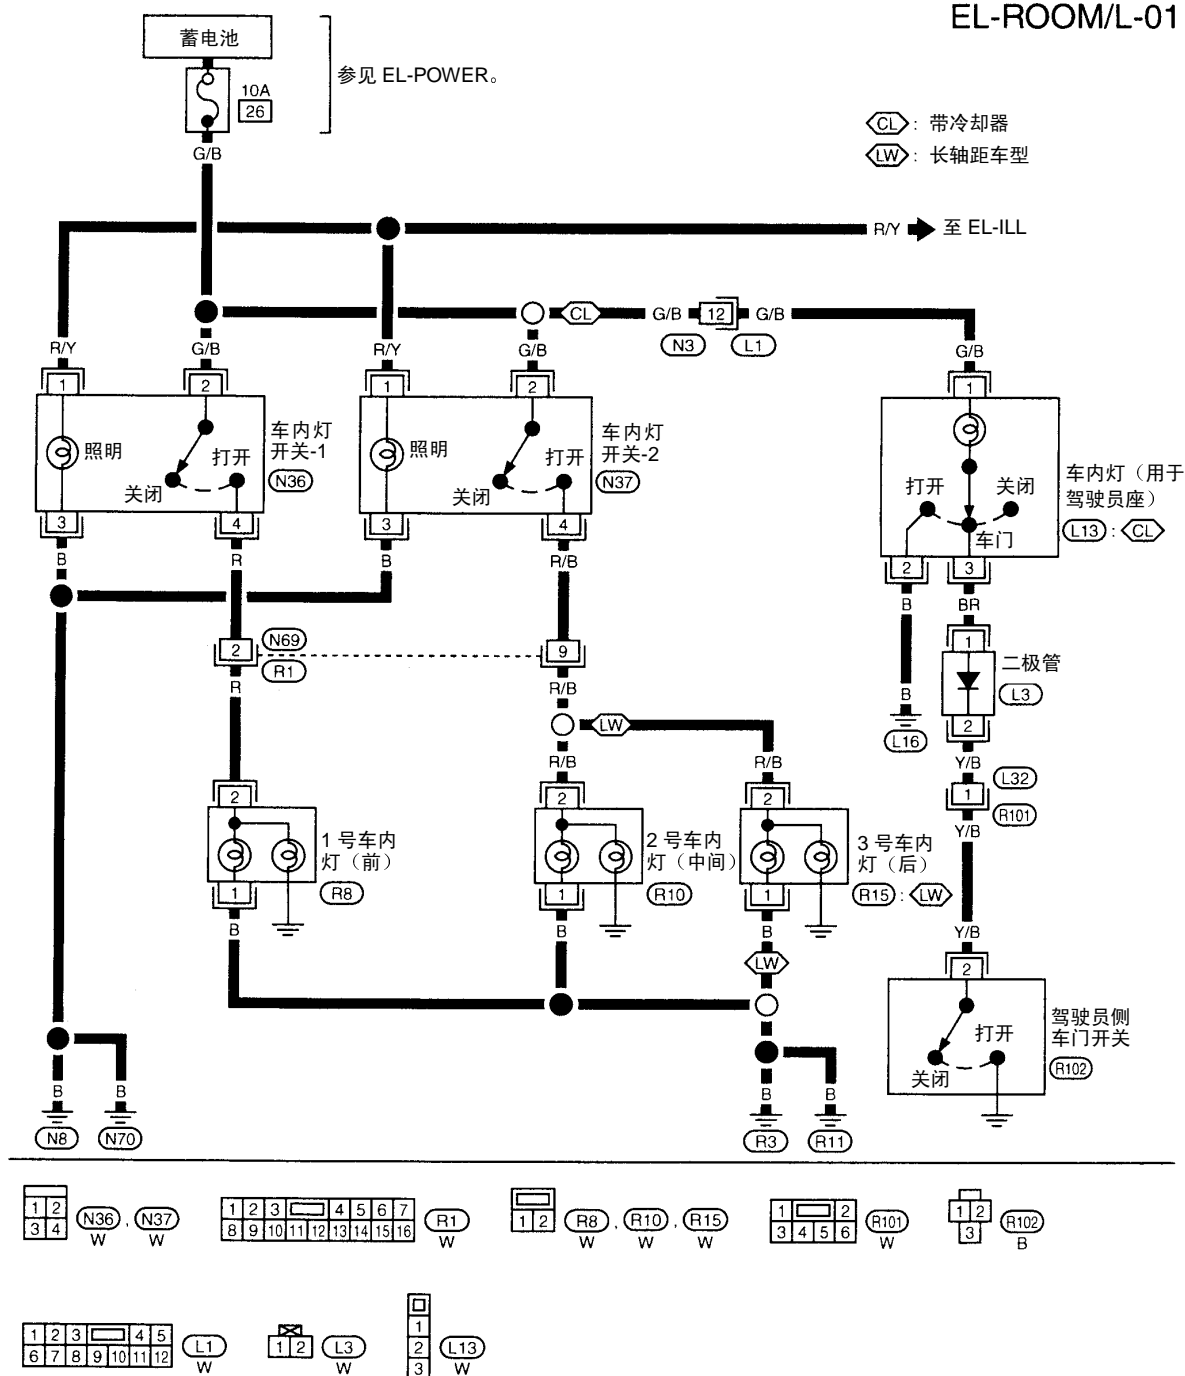 EL-ROOM/L-01
蓄电池
参见 EL-POWER。
10A
26
G/B
CL : 带冷却器
LW : 长轴距车型
R/Y 至 EL-ILL
CL G/B 12 G/B
N3 L1
R/Y G/B R/Y G/B G/B
1 2 1 2 1
照明 打开 关闭
车内灯
开关-1
N36
照明 打开 关闭
车内灯
开关-2
N37
打开 关闭
车门
车内灯（用于
驾驶员座）
L13 : CL
3 4 3 4 2 3
B R B R/B B BR
2 N69
R1
9
R R/B
1
二极管
L3
2
B
L16
LW
R/B R/B
Y/B
L32
1
R101
Y/B
2 2 2
1 号车内
灯（前）
R8
2 号车内
灯（中间）
R10
3 号车内
灯（后）
R15 : LW
1 1 1
B B B
LW
Y/B
2
打开
关闭
驾驶员侧
车门开关
R102
B B B B
N8 N70 R3 R11
1 2
3 4
N36 , N37
W W
1 2 3 4 5 6 7
8 9 10 11 12 13 14 15 16
R1
W
1 2
R8 , R10 , R15
W W W
1 2
3 4 5 6
R101
W
1 2
3
R102
B
1 2 3 4 5
6 7 8 9 10 11 12
L1
W
1 2
L3
W
1
2
3
L13
W